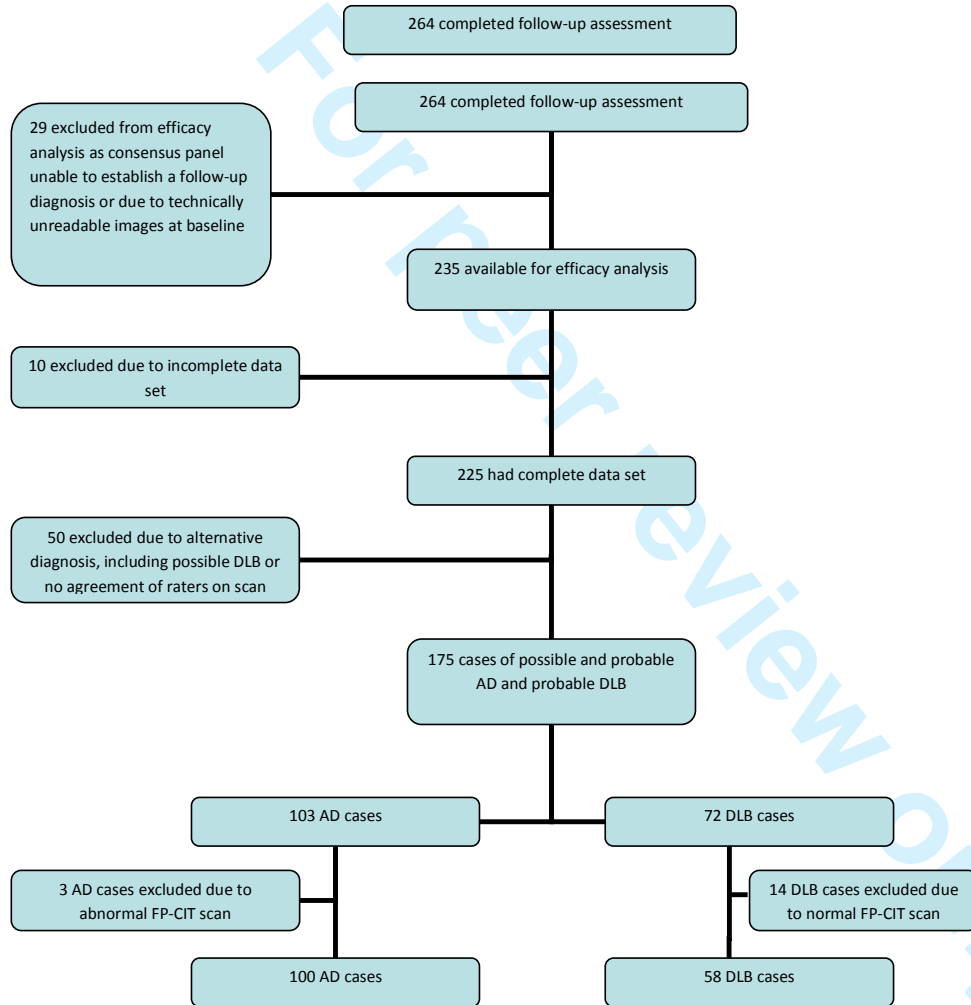 264 completed follow-up assessment
264 completed follow-up assessment
29 excluded from efficacy
analysis as consensus panel
unable to establish a follow-up
diagnosis or due to technically
unreadable images at baseline
235 available for efficacy analysis
10 excluded due to incomplete data
set
225 had complete data set
50 excluded due to alternative
diagnosis, including possible DLB or
no agreement of raters on scan
175 cases of possible and probable
AD and probable DLB
103 AD cases
72 DLB cases
3 AD cases excluded due to
abnormal FP-CIT scan
14 DLB cases excluded due
to normal FP-CIT scan
100 AD cases
58 DLB cases
For peer review on